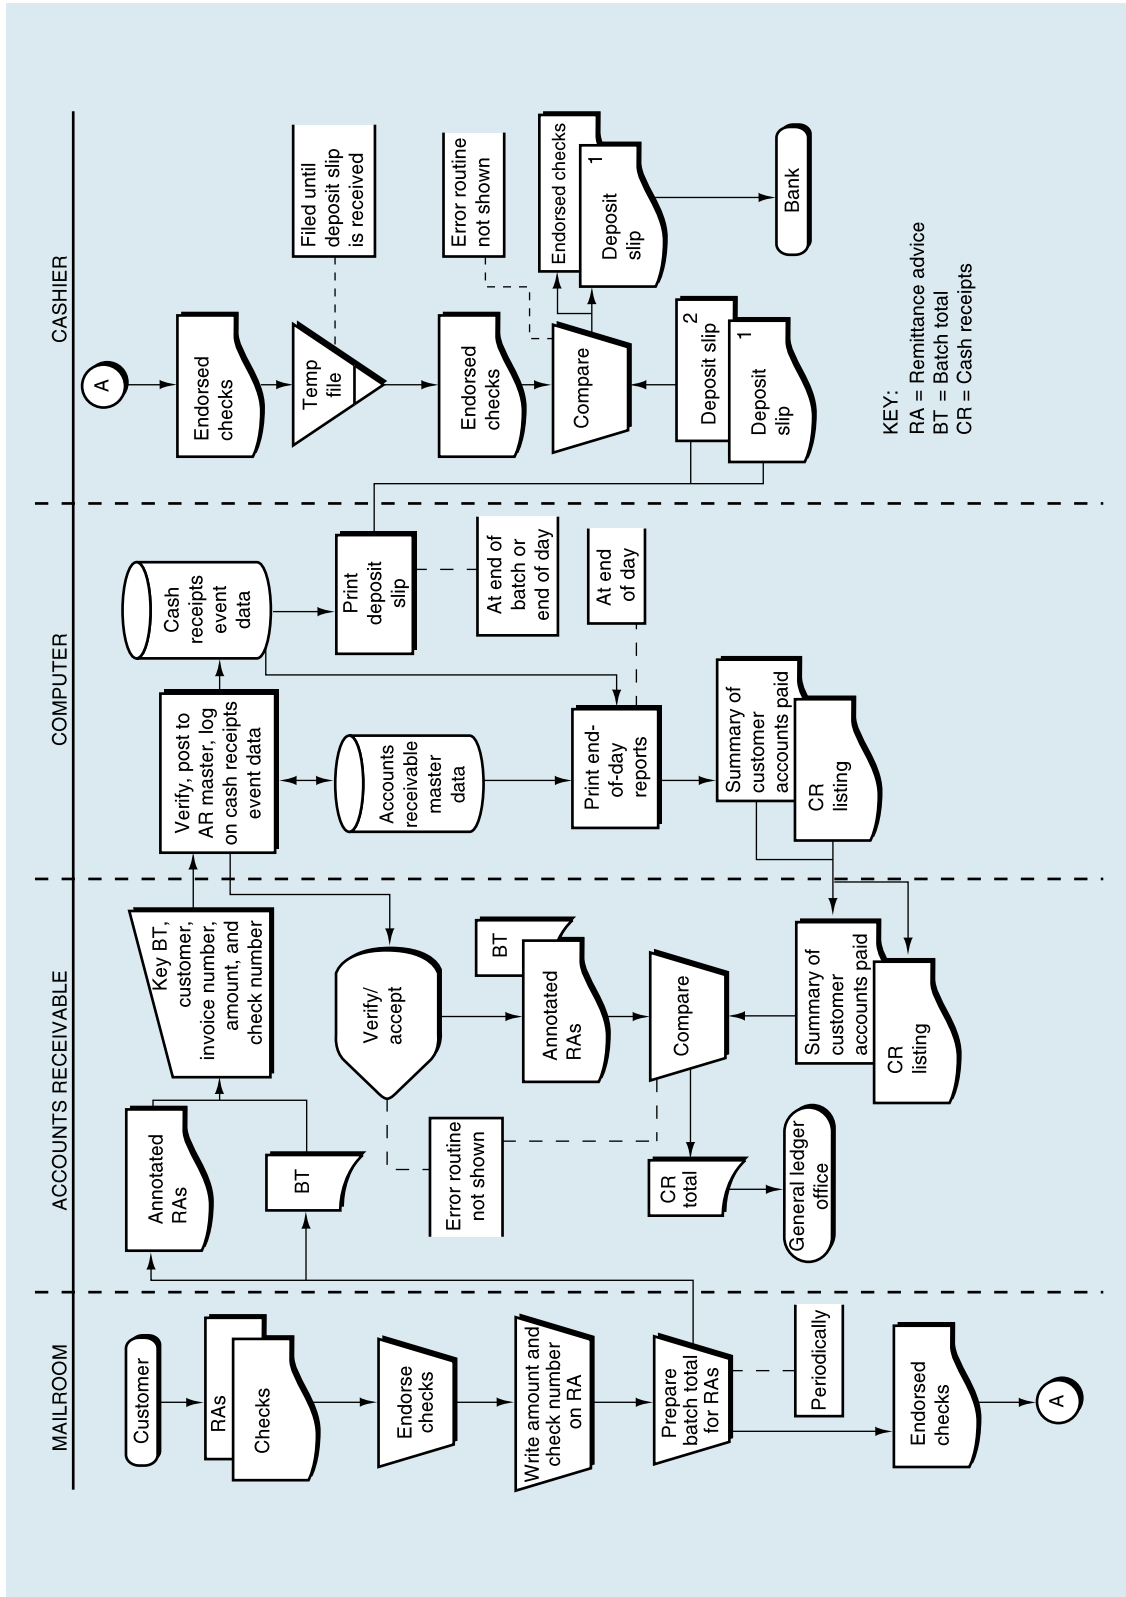 MAILROOM
ACCOUNTS RECEIVABLE
COMPUTER
CASHIER
Customer
RAs
Checks
Endorse
checks
Write amount and
check number
on RA
Prepare
batch total
for RAs
Periodically
Endorsed
checks
A
Annotated
RAs
BT
Key BT,
customer,
invoice number,
amount, and
check number
Verify/
accept
Error routine
not shown
BT
Annotated
RAs
Compare
CR
total
General ledger
office
Summary of
customer
accounts paid
CR
listing
Verify, post to
AR master, log
on cash receipts
event data
Cash
receipts
event
data
Accounts
receivable
master
data
Print
deposit
slip
At end of
batch or
end of day
At end
of day
Print end-
of-day
reports
Summary of
customer
accounts paid
CR
listing
A
Endorsed
checks
Temp
file
Filed until
deposit slip
is received
Endorsed
checks
Error routine
not shown
Compare
Endorsed checks
1
Deposit
slip
Bank
2
Deposit slip
1
Deposit
slip
KEY:
RA = Remittance advice
BT = Batch total
CR = Cash receipts